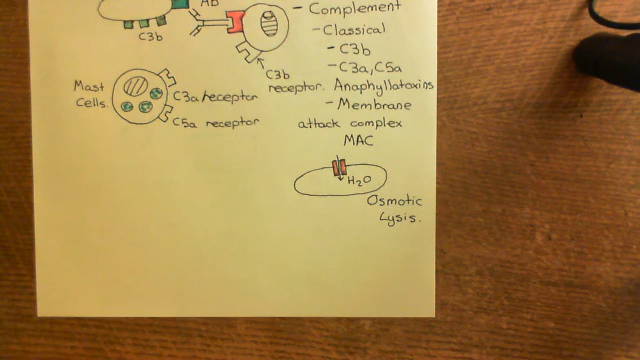 AB
C3b
C3b
receptor.
Mast
Cells.
C3a receptor
C5a receptor
- Complement
- Classical
- C3b
- C3a, C5a
Anaphyllatoxins
- Membrane
attack complex
MAC
H2O
Osmotic
Lysis.